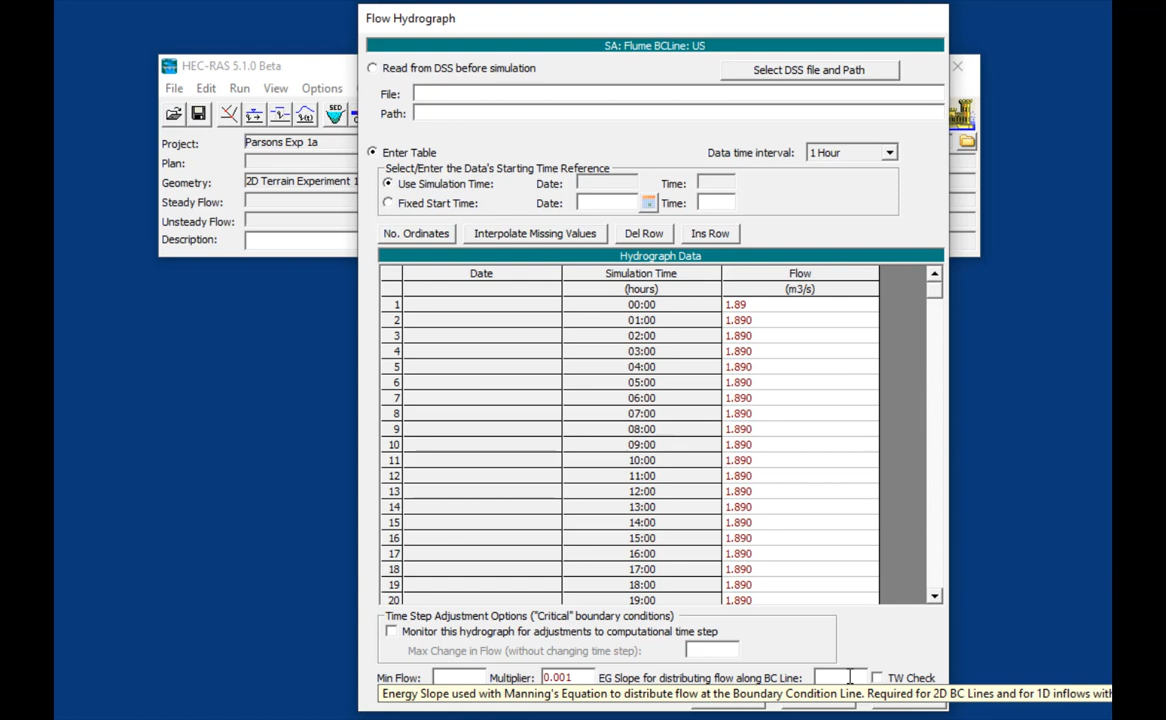 Flow Hydrograph
SA: Flume BCLine: US
HEC-RAS 5.1.0 Beta
File Edit Run View Options
SED
Project: Parsons Exp 1a
Plan:
Geometry: 2D Terrain Experiment 1
Steady Flow:
Unsteady Flow:
Description:
Read from DSS before simulation
Select DSS file and Path
File:
Path:
Enter Table
Data time interval: 1 Hour
Select/Enter the Data's Starting Time Reference
Use Simulation Time: Date: Time:
Fixed Start Time: Date: Time:
No. Ordinates Interpolate Missing Values Del Row Ins Row
Hydrograph Data
Date Simulation Time Flow
(hours) (m3/s)
1 00:00 1.89
2 01:00 1.890
3 02:00 1.890
4 03:00 1.890
5 04:00 1.890
6 05:00 1.890
7 06:00 1.890
8 07:00 1.890
9 08:00 1.890
10 09:00 1.890
11 10:00 1.890
12 11:00 1.890
13 12:00 1.890
14 13:00 1.890
15 14:00 1.890
16 15:00 1.890
17 16:00 1.890
18 17:00 1.890
19 18:00 1.890
20 19:00 1.890
Time Step Adjustment Options ("Critical" boundary conditions)
Monitor this hydrograph for adjustments to computational time step
Max Change in Flow (without changing time step):
Min Flow: Multiplier: 0.001 EG Slope for distributing flow along BC Line: TW Check
Energy Slope used with Manning's Equation to distribute flow at the Boundary Condition Line. Required for 2D BC Lines and for 1D inflows with